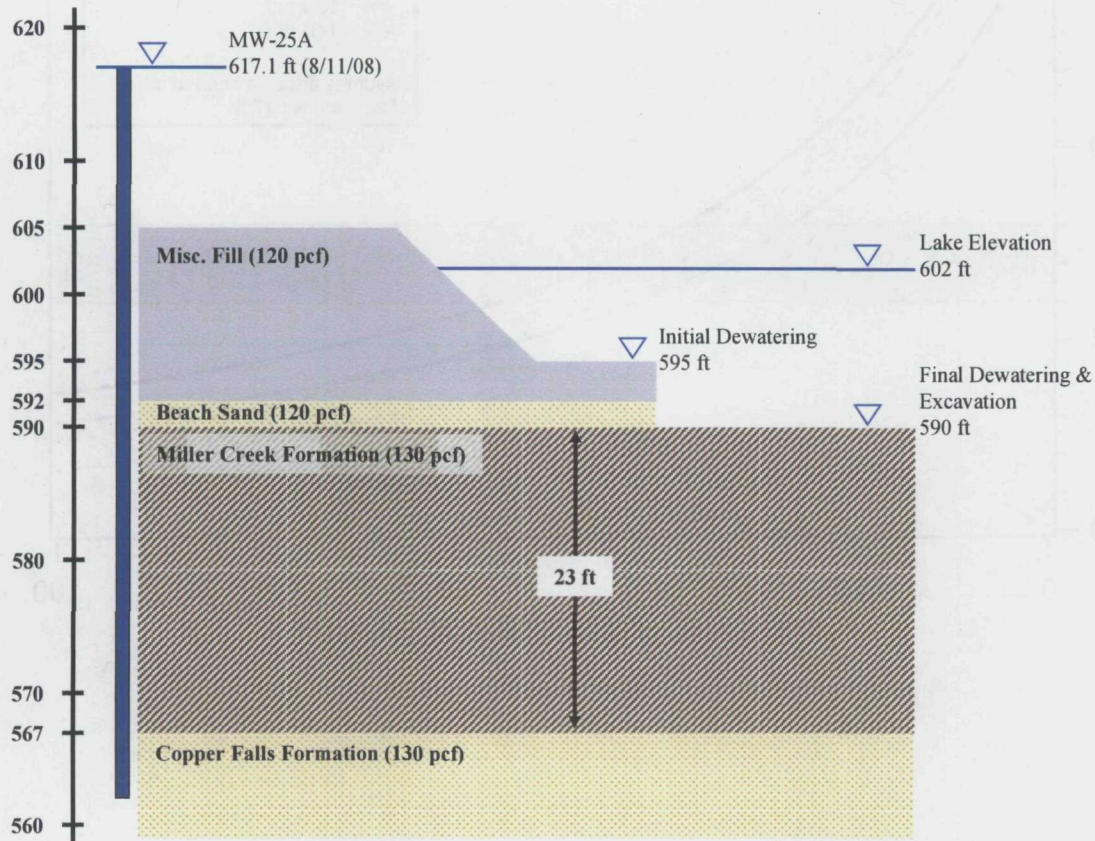 620
MW-25A
617.1 ft (8/11/08)
610
605
Misc. Fill (120 pcf)
Lake Elevation
602 ft
600
Initial Dewatering
595 ft
595
Final Dewatering &
Excavation
590 ft
592
Beach Sand (120 pcf)
590
Miller Creek Formation (130 pcf)
580
23 ft
570
567
Copper Falls Formation (130 pcf)
560